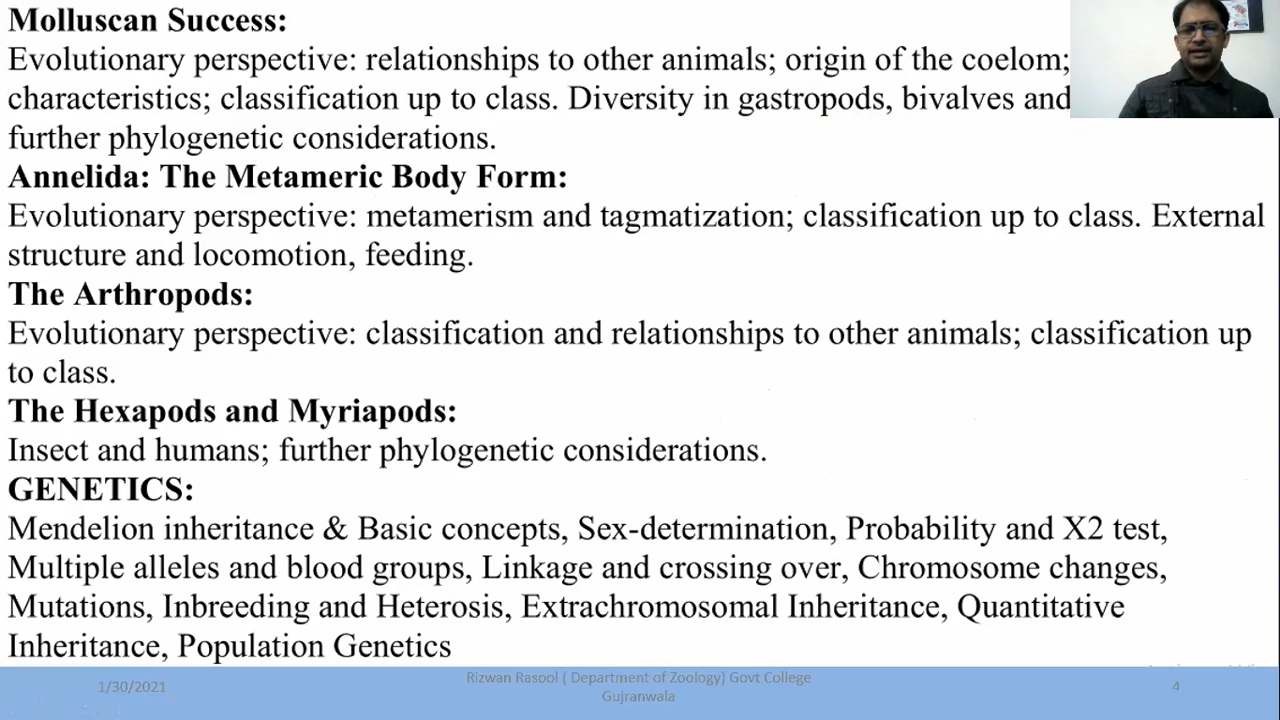 Molluscan Success:
Evolutionary perspective: relationships to other animals; origin of the coelom;
characteristics; classification up to class. Diversity in gastropods, bivalves and
further phylogenetic considerations.
Annelida: The Metameric Body Form:
Evolutionary perspective: metamerism and tagmatization; classification up to class. External
structure and locomotion, feeding.
The Arthropods:
Evolutionary perspective: classification and relationships to other animals; classification up
to class.
The Hexapods and Myriapods:
Insect and humans; further phylogenetic considerations.
GENETICS:
Mendelion inheritance & Basic concepts, Sex-determination, Probability and X2 test,
Multiple alleles and blood groups, Linkage and crossing over, Chromosome changes,
Mutations, Inbreeding and Heterosis, Extrachromosomal Inheritance, Quantitative
Inheritance, Population Genetics
1/30/2021
Rizwan Rasool ( Department of Zoology) Govt College
Gujranwala
4